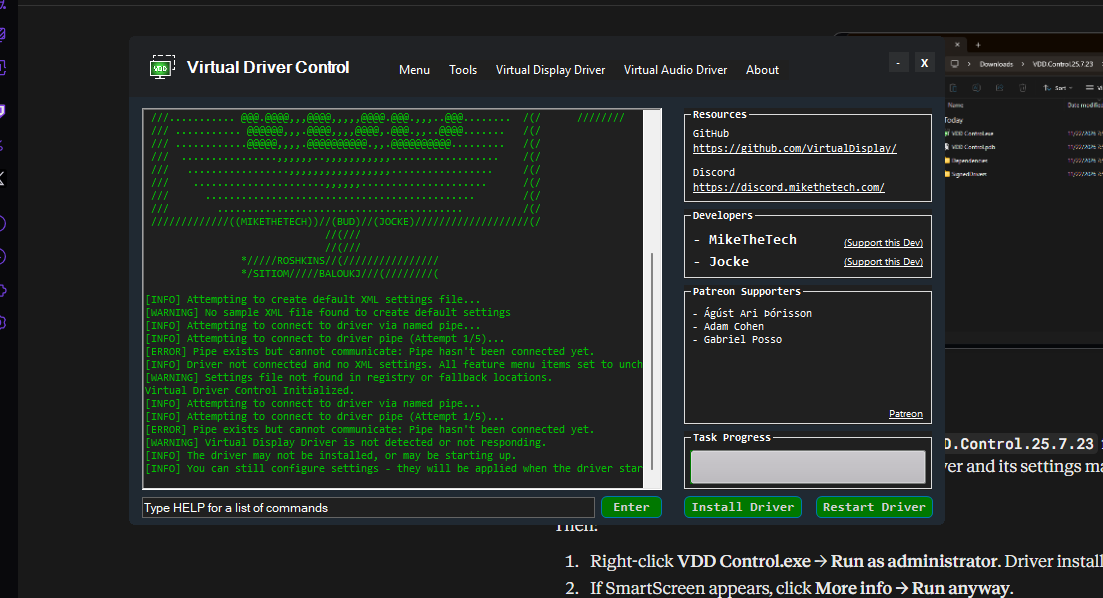 Virtual Driver Control
Menu
Tools
Virtual Display Driver
Virtual Audio Driver
About
-
X
///........... @@@.@@@@,,,@@@@,,,,,@@@@.@@@.,,,..@@@........ /(/ ////////
/// ........... @@@@@@,,,.@@@@,,,,@@@@,.@@@.,,..@@@@....... /(/
/// ............@@@@@,,,,.@@@@@@@@@@.,,.@@@@@@@@@@......... /(/
/// ................,,,,,,..,,,,,,,,,,,.................. /(/
/// .................,,,,,,,,,,,,,,,,,................. /(/
/// ......................,,,,,,..................... /(/
/// ............................................. /(/
/// ......................................... /(/
/////////////((MIKETHETECH))//(BUD)//(JOCKE)///////////////////(/
//(///
//(///
*/////ROSHKINS//(////////////////
*/SITIOM/////BALOUKJ///(////////(
[INFO] Attempting to create default XML settings file...
[WARNING] No sample XML file found to create default settings
[INFO] Attempting to connect to driver via named pipe...
[INFO] Attempting to connect to driver pipe (Attempt 1/5)...
[ERROR] Pipe exists but cannot communicate: Pipe hasn't been connected yet.
[INFO] Driver not connected and no XML settings. All feature menu items set to unch
[WARNING] Settings file not found in registry or fallback locations.
Virtual Driver Control Initialized.
[INFO] Attempting to connect to driver via named pipe...
[INFO] Attempting to connect to driver pipe (Attempt 1/5)...
[ERROR] Pipe exists but cannot communicate: Pipe hasn't been connected yet.
[WARNING] Virtual Display Driver is not detected or not responding.
[INFO] The driver may not be installed, or may be starting up.
[INFO] You can still configure settings - they will be applied when the driver star
Type HELP for a list of commands
Enter
Resources
GitHub
https://github.com/VirtualDisplay/
Discord
https://discord.mikethetech.com/
Developers
- MikeTheTech (Support this Dev)
- Jocke (Support this Dev)
Patreon Supporters
- Ágúst Ari Þórisson
- Adam Cohen
- Gabriel Posso
Patreon
Task Progress
Install Driver
Restart Driver
Downloads > VDD.Control.25.7.23 >
Sort
Name
Date modified
Today
VDD Control.exe
VDD Control.pdb
Dependencies
SignedDrivers
D.Control.25.7.23
ver and its settings ma
Then:
1. Right-click VDD Control.exe → Run as administrator. Driver install
2. If SmartScreen appears, click More info → Run anyway.